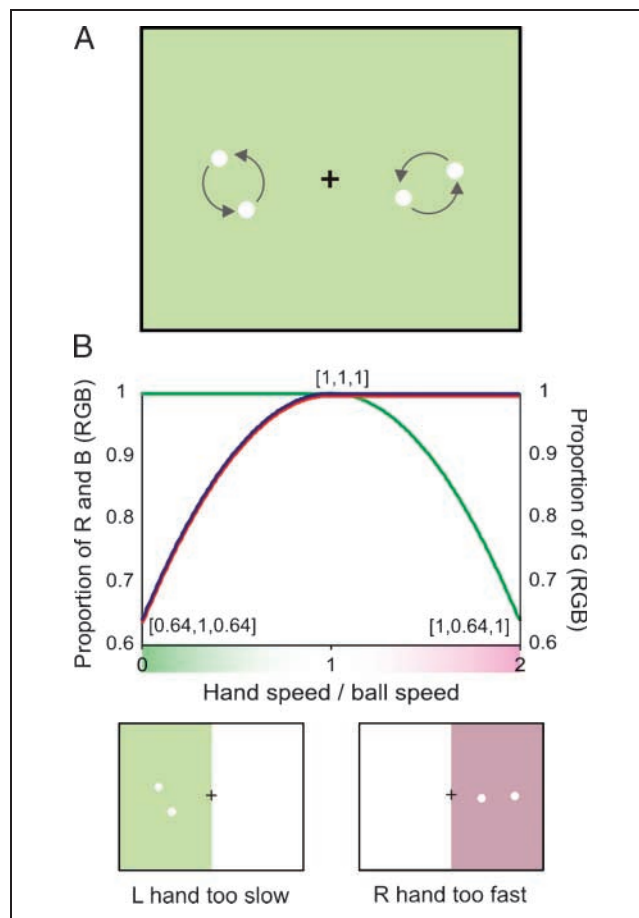 A
B
[1,1,1]
1
0.9
0.8
0.7
0.6
Proportion of R and B (RGB)
1
0.9
0.8
0.7
0.6
Proportion of G (RGB)
[0.64,1,0.64]
[1,0.64,1]
0
1
2
Hand speed / ball speed
L hand too slow
R hand too fast